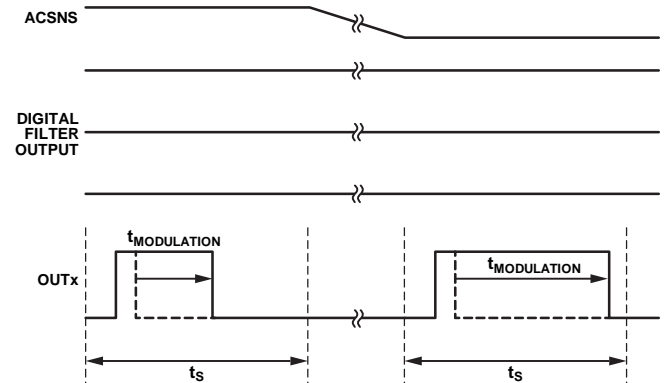 ACSNS
DIGITAL
FILTER
OUTPUT
tMODULATION
tMODULATION
OUTx
tS
tS